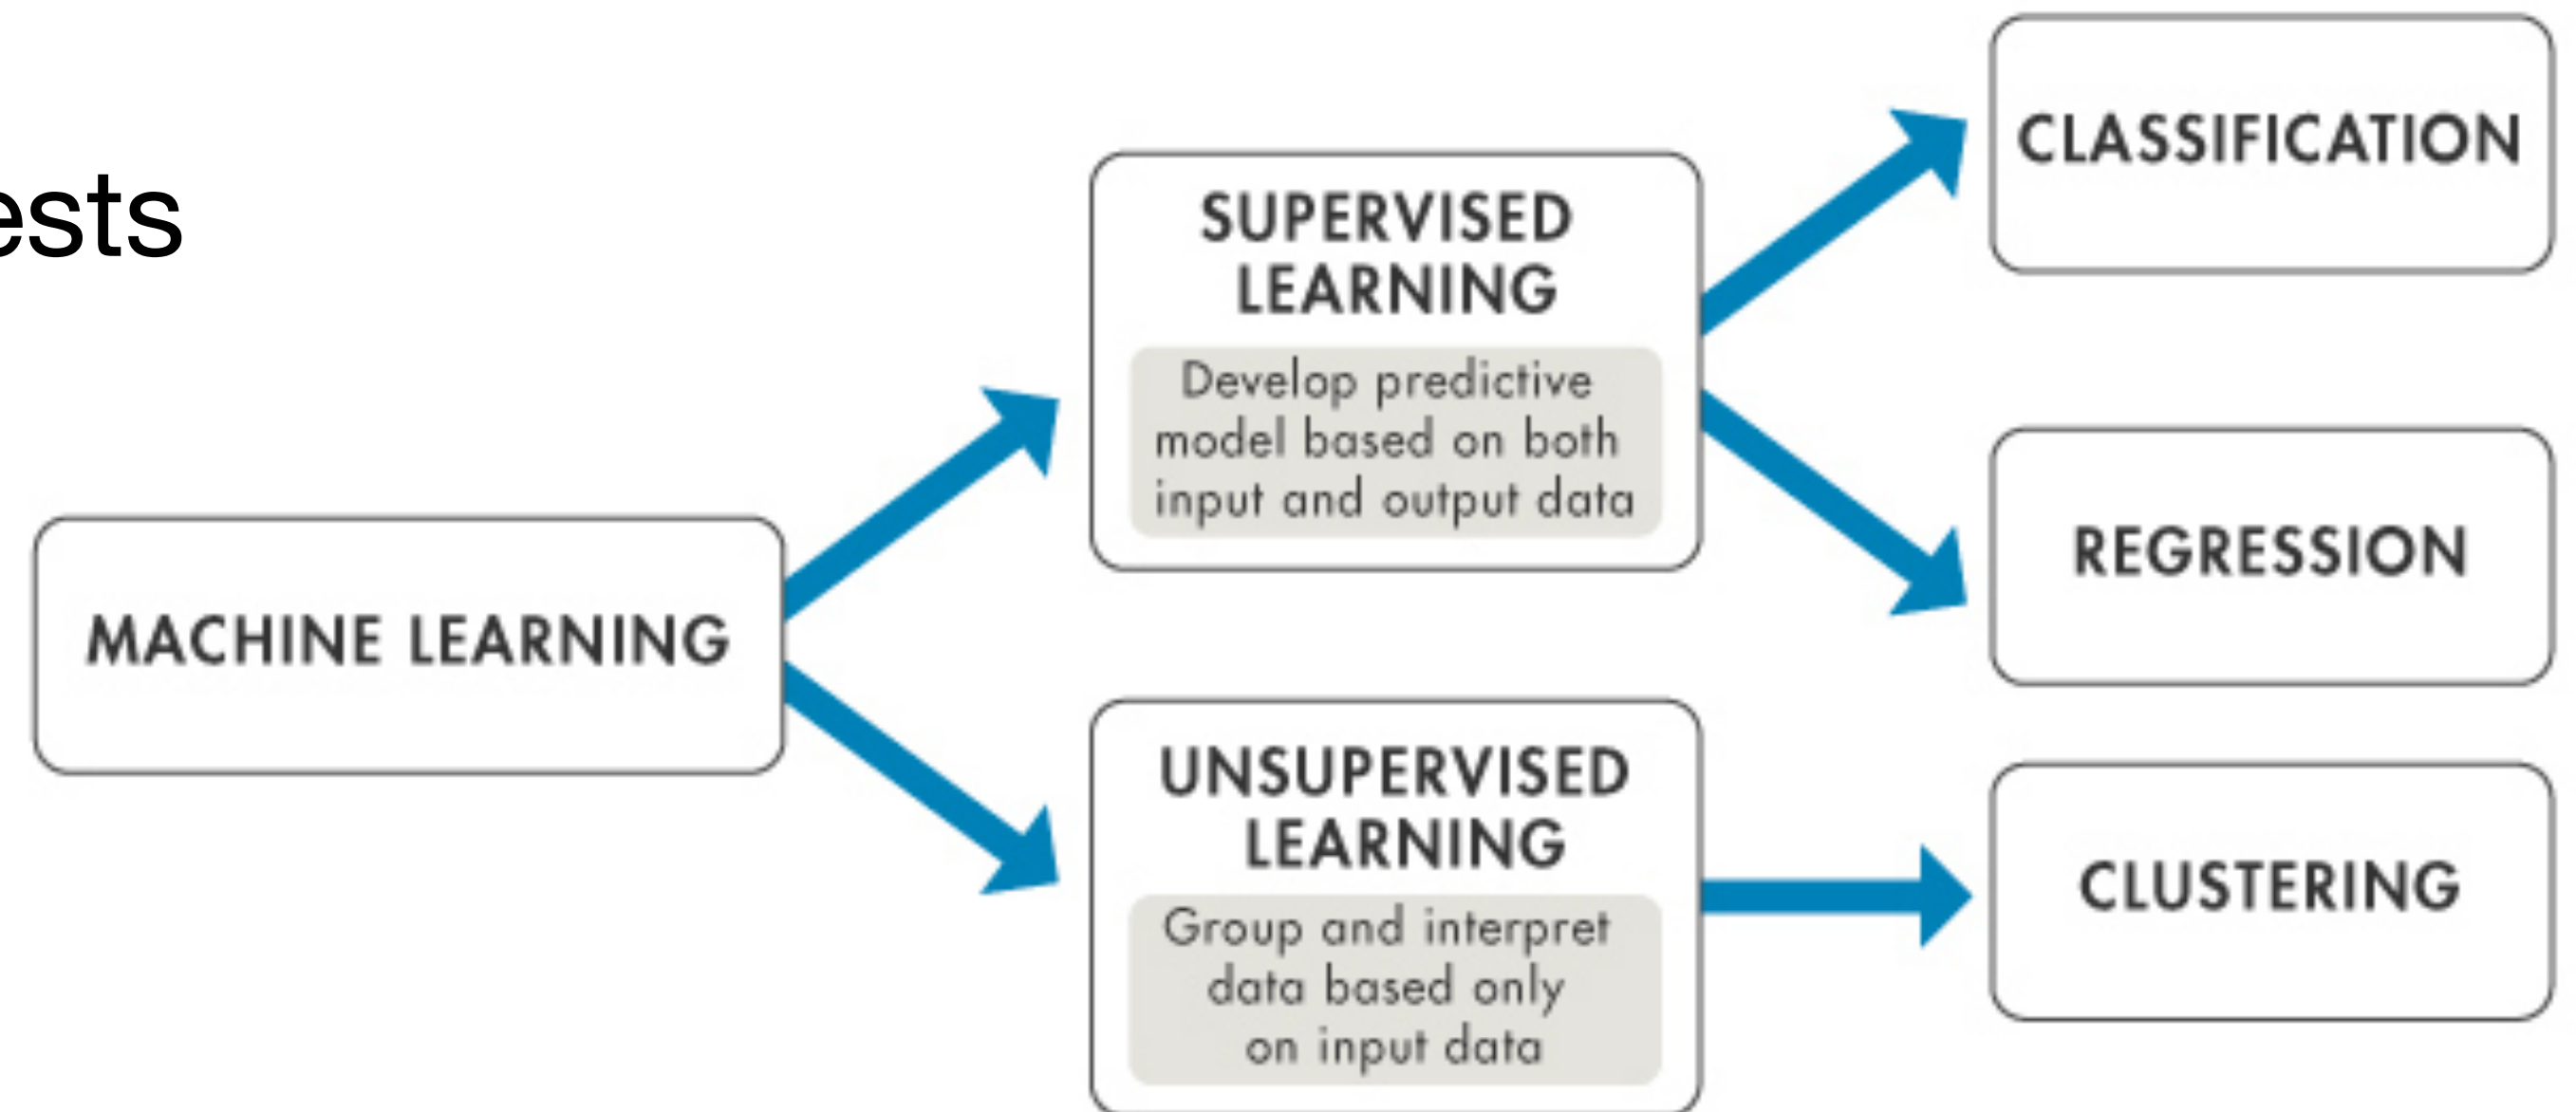 ests
MACHINE LEARNING
SUPERVISED
LEARNING
Develop predictive
model based on both
input and output data
UNSUPERVISED
LEARNING
Group and interpret
data based only
on input data
CLASSIFICATION
REGRESSION
CLUSTERING